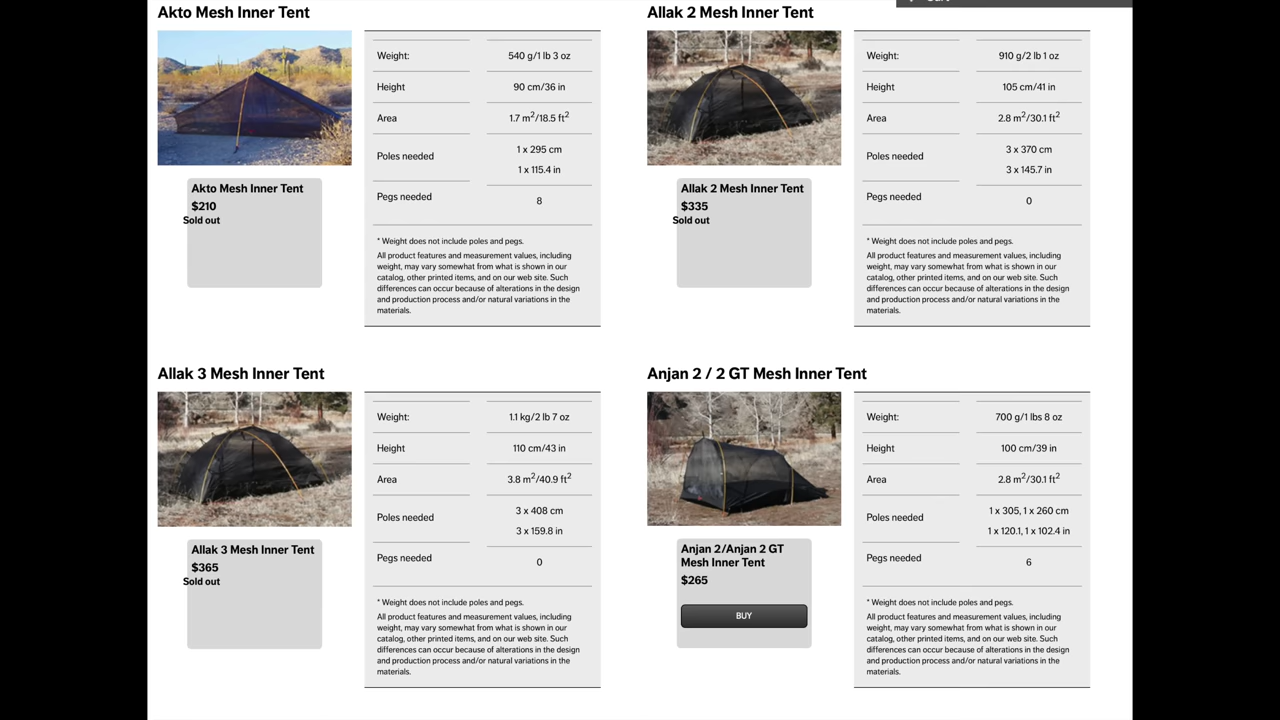 Akto Mesh Inner Tent
Weight:
540 g/1 lb 3 oz
Height
90 cm/36 in
Area
1.7 m²/18.5 ft²
Poles needed
1 x 295 cm
1 x 115.4 in
Pegs needed
8
* Weight does not include poles and pegs.
All product features and measurement values, including
weight, may vary somewhat from what is shown in our
catalog, other printed items, and on our web site. Such
differences can occur because of alterations in the design
and production process and/or natural variations in the
materials.
Akto Mesh Inner Tent
$210
Sold out
Allak 2 Mesh Inner Tent
Weight:
910 g/2 lb 1 oz
Height
105 cm/41 in
Area
2.8 m²/30.1 ft²
Poles needed
3 x 370 cm
3 x 145.7 in
Pegs needed
0
* Weight does not include poles and pegs.
All product features and measurement values, including
weight, may vary somewhat from what is shown in our
catalog, other printed items, and on our web site. Such
differences can occur because of alterations in the design
and production process and/or natural variations in the
materials.
Allak 2 Mesh Inner Tent
$335
Sold out
Allak 3 Mesh Inner Tent
Weight:
1.1 kg/2 lb 7 oz
Height
110 cm/43 in
Area
3.8 m²/40.9 ft²
Poles needed
3 x 408 cm
3 x 159.8 in
Pegs needed
0
* Weight does not include poles and pegs.
All product features and measurement values, including
weight, may vary somewhat from what is shown in our
catalog, other printed items, and on our web site. Such
differences can occur because of alterations in the design
and production process and/or natural variations in the
materials.
Allak 3 Mesh Inner Tent
$365
Sold out
Anjan 2 / 2 GT Mesh Inner Tent
Weight:
700 g/1 lbs 8 oz
Height
100 cm/39 in
Area
2.8 m²/30.1 ft²
Poles needed
1 x 305, 1 x 260 cm
1 x 120.1, 1 x 102.4 in
Pegs needed
6
* Weight does not include poles and pegs.
All product features and measurement values, including
weight, may vary somewhat from what is shown in our
catalog, other printed items, and on our web site. Such
differences can occur because of alterations in the design
and production process and/or natural variations in the
materials.
Anjan 2/Anjan 2 GT
Mesh Inner Tent
$265
BUY